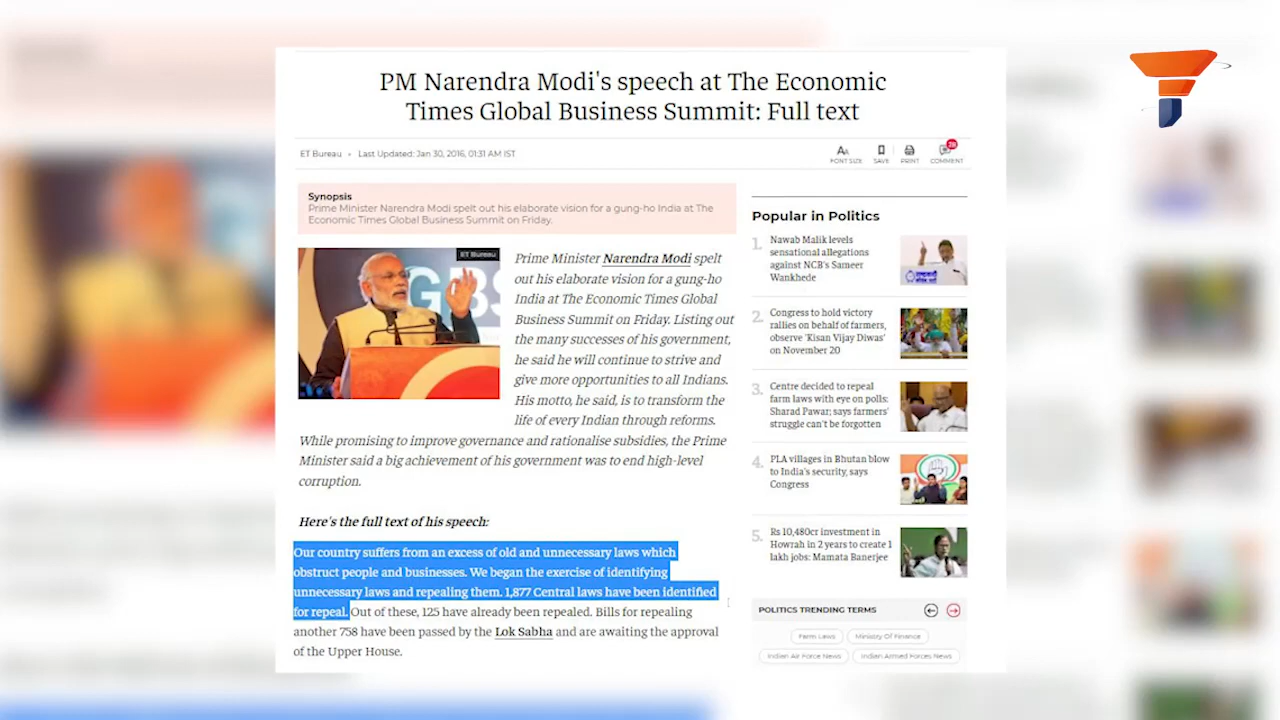 PM Narendra Modi's speech at The Economic
Times Global Business Summit: Full text
ET Bureau • Last Updated: Jan 30, 2016, 01:31 AM IST
FONT SIZE
SAVE
PRINT
28
COMMENT
Synopsis
Prime Minister Narendra Modi spelt out his elaborate vision for a gung-ho India at The
Economic Times Global Business Summit on Friday.
ET Bureau
GBS
Prime Minister Narendra Modi spelt
out his elaborate vision for a gung-ho
India at The Economic Times Global
Business Summit on Friday. Listing out
the many successes of his government,
he said he will continue to strive and
give more opportunities to all Indians.
His motto, he said, is to transform the
life of every Indian through reforms.
While promising to improve governance and rationalise subsidies, the Prime
Minister said a big achievement of his government was to end high-level
corruption.
Here's the full text of his speech:
Our country suffers from an excess of old and unnecessary laws which
obstruct people and businesses. We began the exercise of identifying
unnecessary laws and repealing them. 1,877 Central laws have been identified
for repeal. Out of these, 125 have already been repealed. Bills for repealing
another 758 have been passed by the Lok Sabha and are awaiting the approval
of the Upper House.
Popular in Politics
1. Nawab Malik levels
sensational allegations
against NCB's Sameer
Wankhede
2. Congress to hold victory
rallies on behalf of farmers,
observe 'Kisan Vijay Diwas'
on November 20
3. Centre decided to repeal
farm laws with eye on polls:
Sharad Pawar; says farmers'
struggle can't be forgotten
4. PLA villages in Bhutan blow
to India's security, says
Congress
5. Rs 10,480cr investment in
Howrah in 2 years to create 1
lakh jobs: Mamata Banerjee
POLITICS TRENDING TERMS
Farm Laws
Ministry Of Finance
Indian Air Force News
Indian Armed Forces News